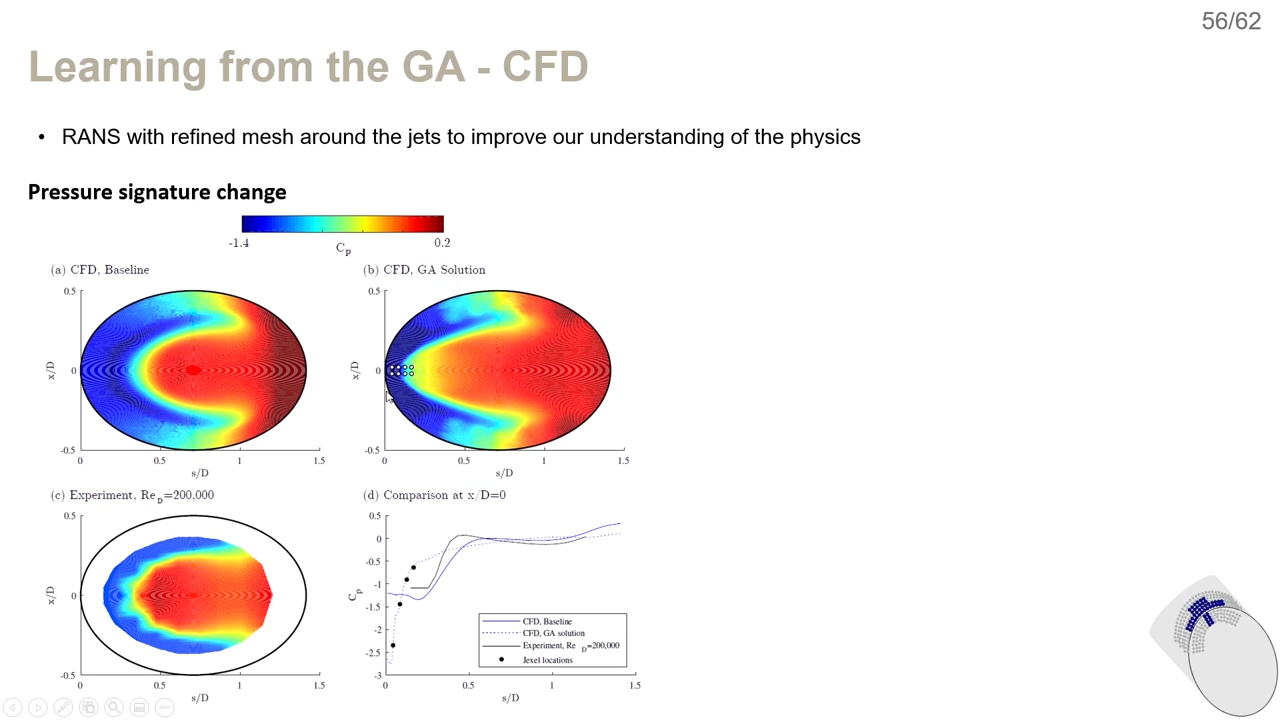 56/62
Learning from the GA - CFD
• RANS with refined mesh around the jets to improve our understanding of the physics
Pressure signature change
-1.4 0.2
Cp
(a) CFD, Baseline
0.5
0
-0.5
x/D
0 0.5 1 1.5
s/D
(b) CFD, GA Solution
0.5
0
-0.5
x/D
0 0.5 1 1.5
s/D
(c) Experiment, Re D=200,000
0.5
0
-0.5
x/D
0 0.5 1 1.5
s/D
(d) Comparison at x/D=0
0.5
0
-0.5
-1
-1.5
-2
-2.5
-3
Cp
0 0.5 1 1.5
s/D
CFD, Baseline
CFD, GA solution
Experiment, Re D=200,000
Jexel locations